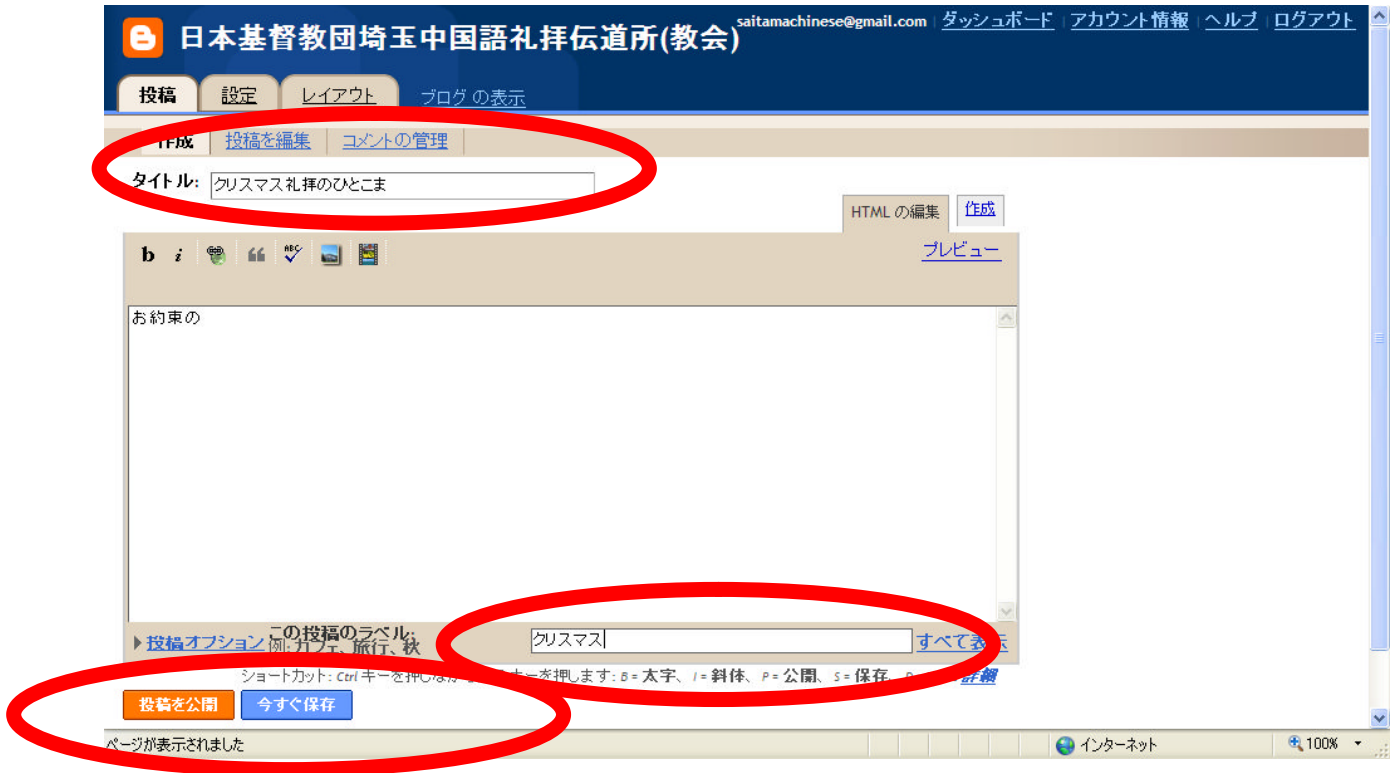 saitamachinese@gmail.com ダッシュボード アカウント情報 ヘルプ ログアウト
日本基督教団埼玉中国語礼拝伝道所(教会)
投稿 設定 レイアウト ブログ の表示
作成 投稿を編集 コメントの管理
タイトル: クリスマス礼拝のひとこま
HTML の編集 作成
b i ABC プレビュー
お約束の
投稿オプション この投稿のラベル: クリスマス すべて表示
例: カフェ、旅行、秋
ショートカット: Ctrl キーを押しなが キーを押します: B = 太字、I = 斜体、P = 公開、S = 保存、D 詳細
投稿を公開 今すぐ保存
ページが表示されました インターネット 100%